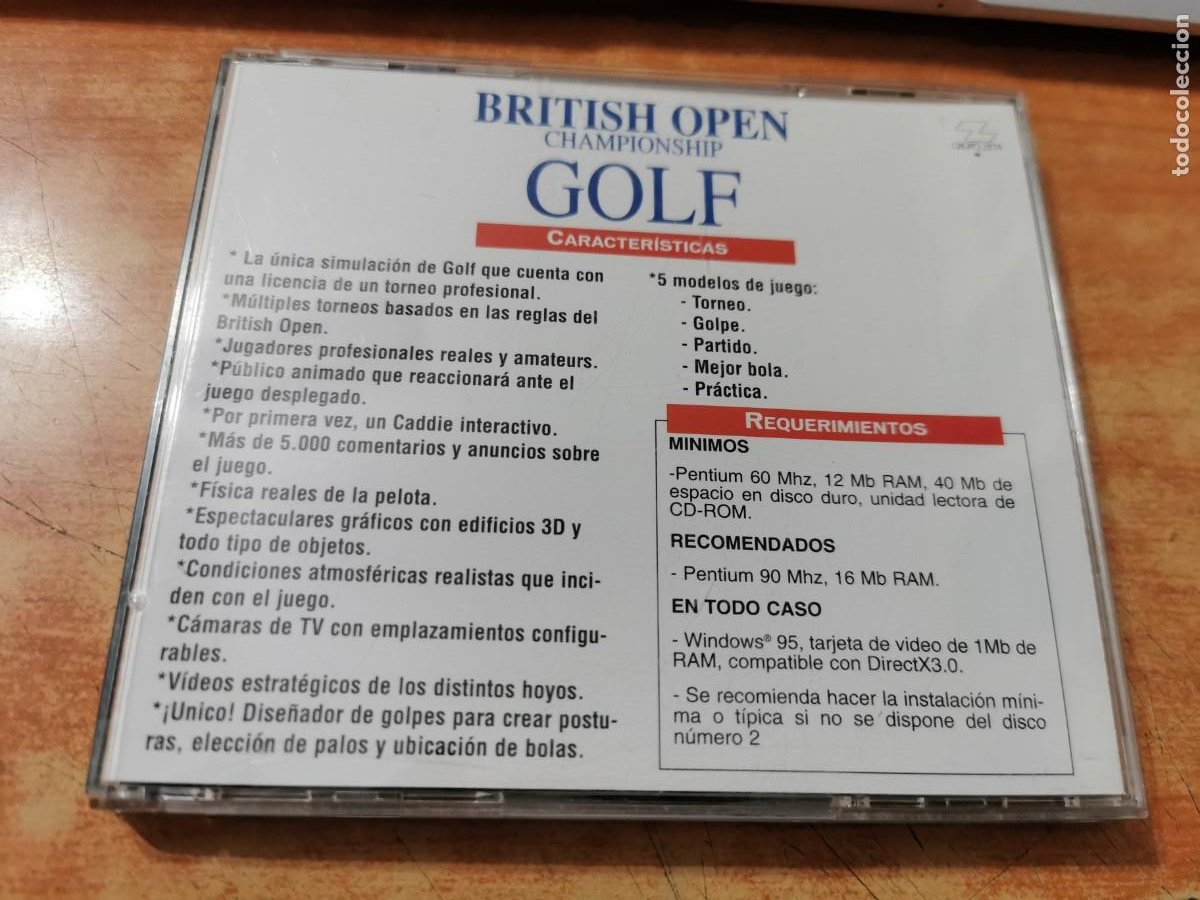 BRITISH OPEN
CHAMPIONSHIP
GOLF
GRUPO ZETA
CARACTERÍSTICAS
* La única simulación de Golf que cuenta con
una licencia de un torneo profesional.
*Múltiples torneos basados en las reglas del
British Open.
*Jugadores profesionales reales y amateurs.
*Público animado que reaccionará ante el
juego desplegado.
*Por primera vez, un Caddie interactivo.
*Más de 5.000 comentarios y anuncios sobre
el juego.
*Física reales de la pelota.
*Espectaculares gráficos con edificios 3D y
todo tipo de objetos.
*Condiciones atmosféricas realistas que inci-
den con el juego.
*Cámaras de TV con emplazamientos configu-
rables.
*Vídeos estratégicos de los distintos hoyos.
*¡Unico! Diseñador de golpes para crear postu-
ras, elección de palos y ubicación de bolas.
*5 modelos de juego:
- Torneo.
- Golpe.
- Partido.
- Mejor bola.
- Práctica.
REQUERIMIENTOS
MINIMOS
-Pentium 60 Mhz, 12 Mb RAM, 40 Mb de
espacio en disco duro, unidad lectora de
CD-ROM.
RECOMENDADOS
- Pentium 90 Mhz, 16 Mb RAM.
EN TODO CASO
- Windows® 95, tarjeta de video de 1Mb de
RAM, compatible con DirectX3.0.
- Se recomienda hacer la instalación míni-
ma o típica si no se dispone del disco
número 2
todocoleccion